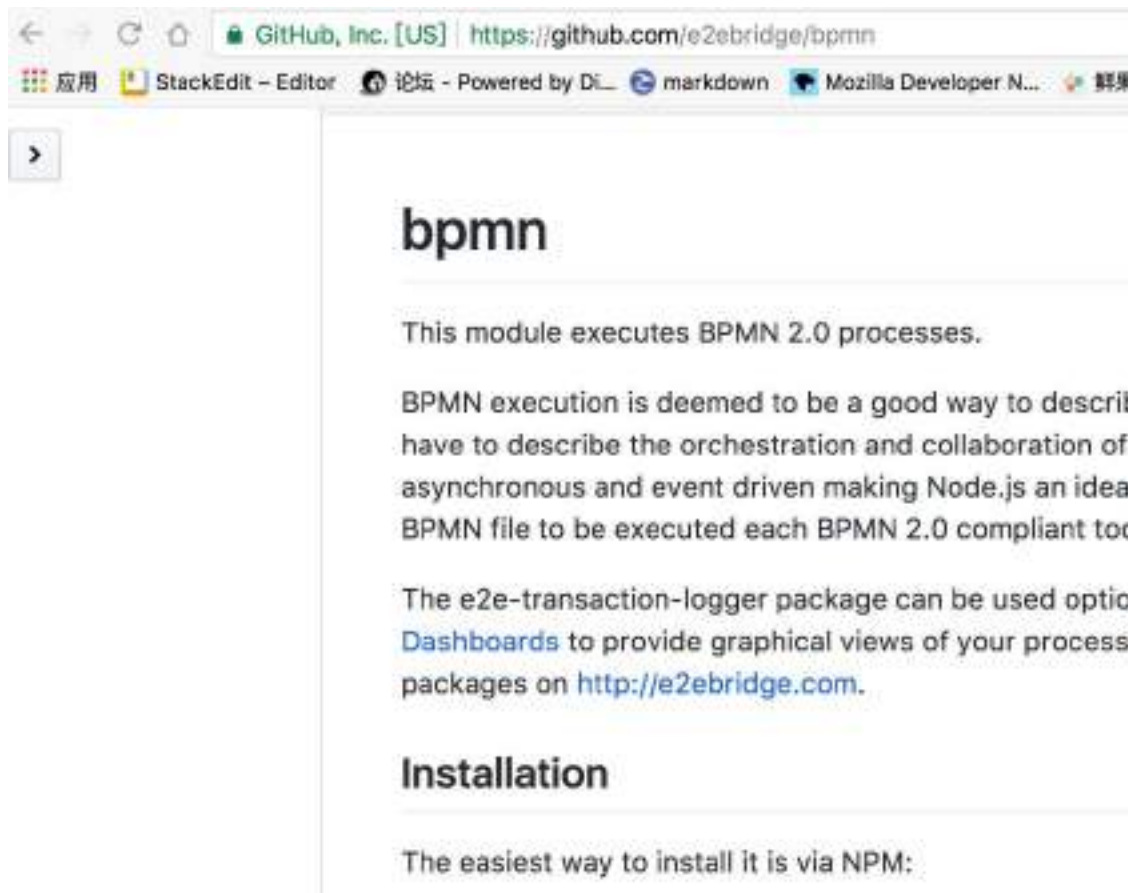 GitHub, Inc. [US] https://github.com/e2ebridge/bpmn
应用 StackEdit – Editor 论坛 - Powered by Di... markdown Mozilla Developer N... 鲜果
bpmn
This module executes BPMN 2.0 processes.
BPMN execution is deemed to be a good way to describ
have to describe the orchestration and collaboration of
asynchronous and event driven making Node.js an idea
BPMN file to be executed each BPMN 2.0 compliant too
The e2e-transaction-logger package can be used optio
Dashboards to provide graphical views of your process
packages on http://e2ebridge.com.
Installation
The easiest way to install it is via NPM: